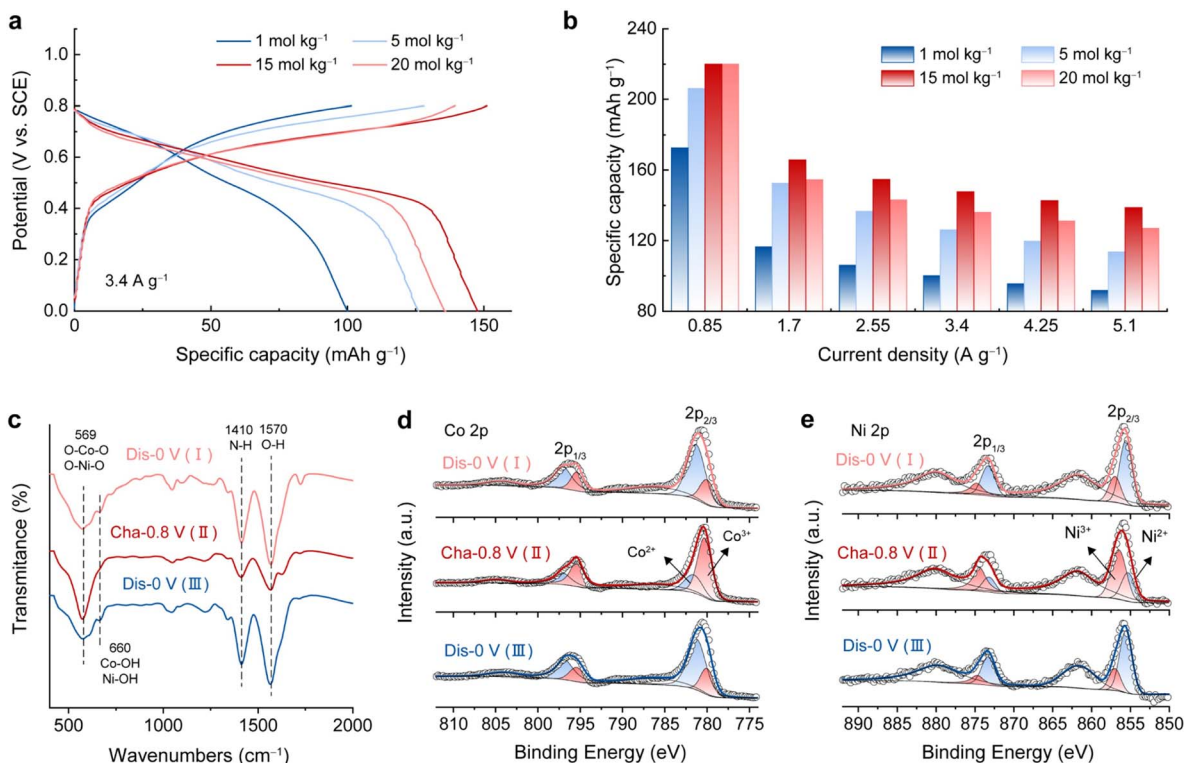 a
1 mol kg⁻¹ 5 mol kg⁻¹
15 mol kg⁻¹ 20 mol kg⁻¹
1.0
0.8
0.6
0.4
0.2
0.0
Potential (V vs. SCE)
3.4 A g⁻¹
0 50 100 150
Specific capacity (mAh g⁻¹)
b
1 mol kg⁻¹ 5 mol kg⁻¹
15 mol kg⁻¹ 20 mol kg⁻¹
240
200
160
120
80
Specific capacity (mAh g⁻¹)
0.85 1.7 2.55 3.4 4.25 5.1
Current density (A g⁻¹)
c
569
O-Co-O
O-Ni-O
1410
N-H
1570
O-H
Dis-0 V (Ⅰ)
Cha-0.8 V (Ⅱ)
Dis-0 V (Ⅲ)
660
Co-OH
Ni-OH
Transmitance (%)
500 1000 1500 2000
Wavenumbers (cm⁻¹)
d
Co 2p
2p₁/₃
2p₂/₃
Dis-0 V (Ⅰ)
Cha-0.8 V (Ⅱ)
Co²⁺
Co³⁺
Dis-0 V (Ⅲ)
Intensity (a.u.)
810 805 800 795 790 785 780 775
Binding Energy (eV)
e
Ni 2p
2p₁/₃
2p₂/₃
Dis-0 V (Ⅰ)
Cha-0.8 V (Ⅱ)
Ni³⁺
Ni²⁺
Dis-0 V (Ⅲ)
Intensity (a.u.)
890 885 880 875 870 865 860 855 850
Binding Energy (eV)